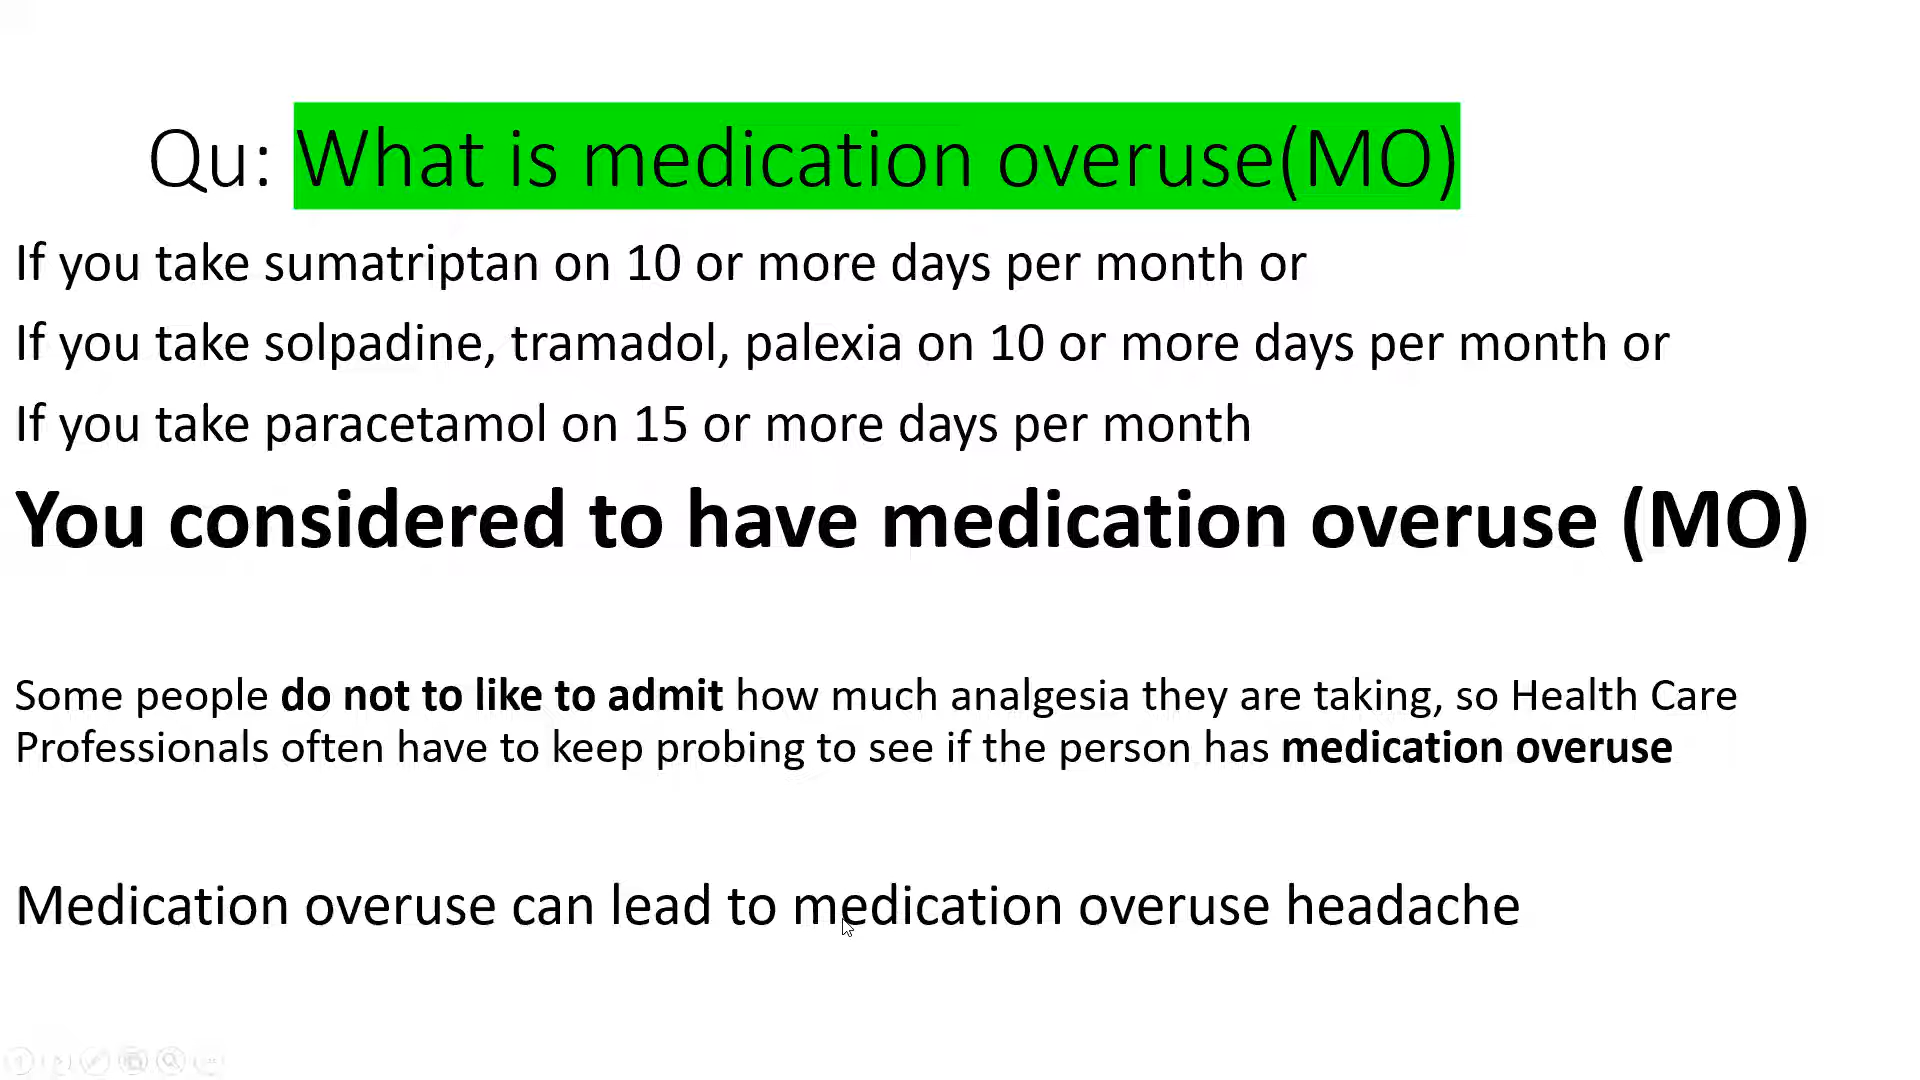 Qu: What is medication overuse(MO)
If you take sumatriptan on 10 or more days per month or
If you take solpadine, tramadol, palexia on 10 or more days per month or
If you take paracetamol on 15 or more days per month
You considered to have medication overuse (MO)
Some people do not to like to admit how much analgesia they are taking, so Health Care
Professionals often have to keep probing to see if the person has medication overuse
Medication overuse can lead to medication overuse headache